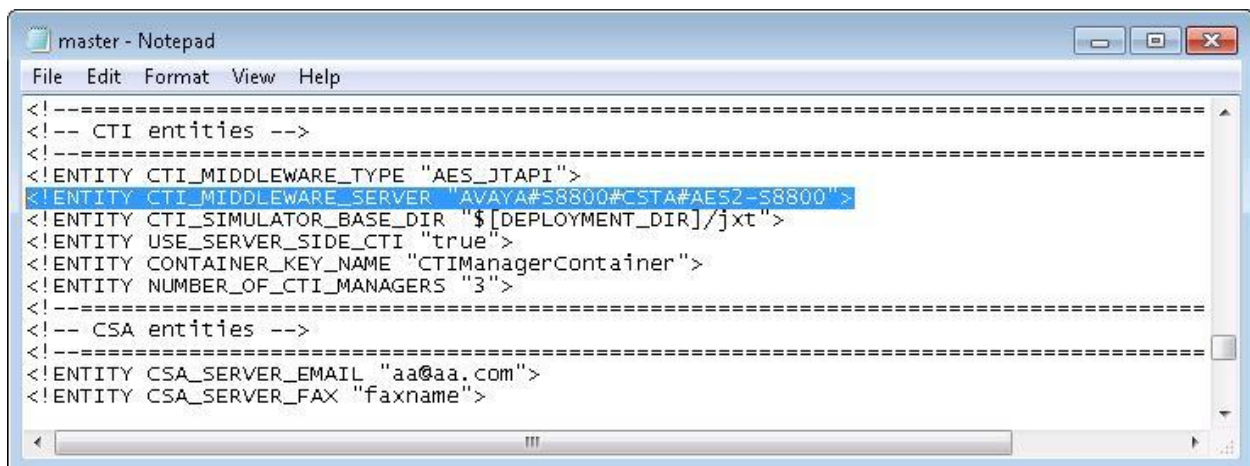 master - Notepad
File Edit Format View Help
<!--===================================================================================
<!-- CTI entities -->
<!--===================================================================================
<!ENTITY CTI_MIDDLEWARE_TYPE "AES_JTAPI">
<!ENTITY CTI_MIDDLEWARE_SERVER "AVAYA#S8800#CSTA#AES2-S8800">
<!ENTITY CTI_SIMULATOR_BASE_DIR "$[DEPLOYMENT_DIR]/jxt">
<!ENTITY USE_SERVER_SIDE_CTI "true">
<!ENTITY CONTAINER_KEY_NAME "CTIManagerContainer">
<!ENTITY NUMBER_OF_CTI_MANAGERS "3">
<!--===================================================================================
<!-- CSA entities -->
<!--===================================================================================
<!ENTITY CSA_SERVER_EMAIL "aa@aa.com">
<!ENTITY CSA_SERVER_FAX "faxname">